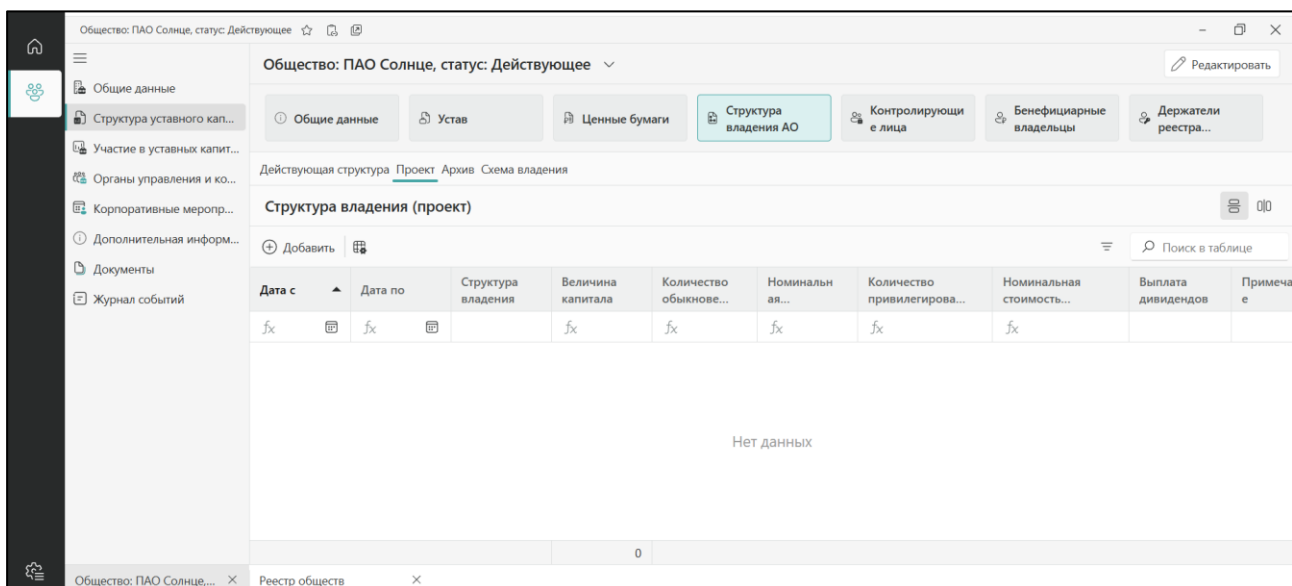 Общество: ПАО Солнце, статус: Действующее
Общество: ПАО Солнце, статус: Действующее
Редактировать
Общие данные
Структура уставного кап...
Участие в уставных капит...
Органы управления и ко...
Корпоративные меропр...
Дополнительная информ...
Документы
Журнал событий
Общие данные
Устав
Ценные бумаги
Структура
владения АО
Контролирующи
е лица
Бенефициарные
владельцы
Держатели
реестра...
Действующая структура Проект Архив Схема владения
Структура владения (проект)
Добавить
Поиск в таблице
Дата с
Дата по
Структура
владения
Величина
капитала
Количество
обыкнове...
Номинальн
ая...
Количество
привилегирова...
Номинальная
стоимость...
Выплата
дивидендов
Примеча
е
fx fx fx fx fx fx fx
Нет данных
0
Общество: ПАО Солнце,...
Реестр обществ